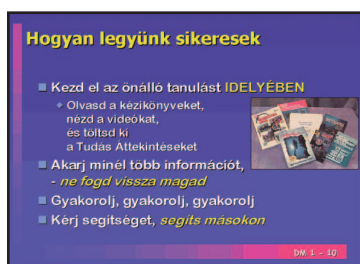 Hogyan legyünk sikeresek
Kezd el az önálló tanulást IDELYÉBEN
Olvasd a kézikönyveket,
nézd a videókat,
és töltsd ki
a Tudás Áttekintéseket
Akarj minél több információt,
- ne fogd vissza magad
Gyakorolj, gyakorolj, gyakorolj
Kérj segítséget, segíts másokon
DM 1 - 10